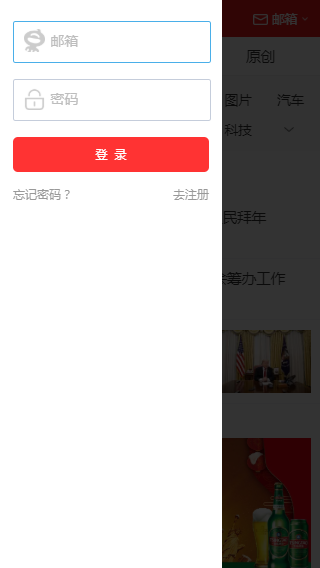 邮箱
密码
登 录
忘记密码？ 去注册
邮箱
原创
图片 汽车
科技
民拜年
筹办工作